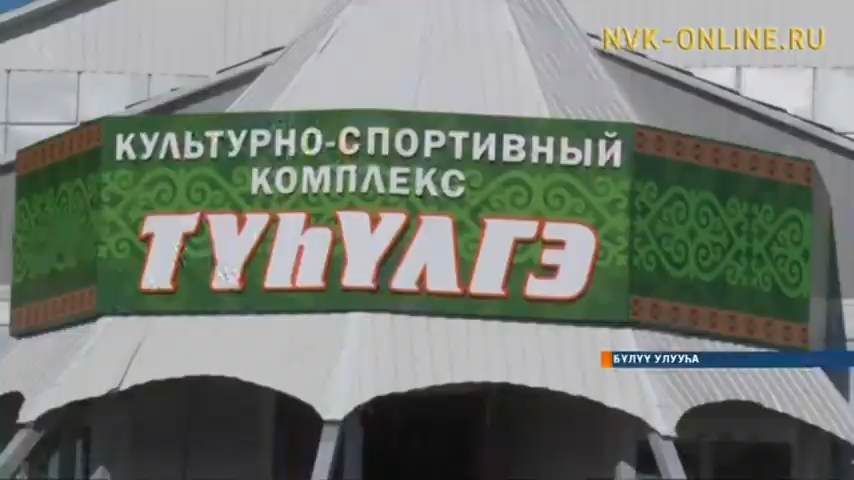 NVK-ONLINE.RU
КУЛЬТУРНО-СПОРТИВНЫЙ
КОМПЛЕКС
ТҮҺҮЛГЭ
БҮЛҮҮ УЛУУҺА